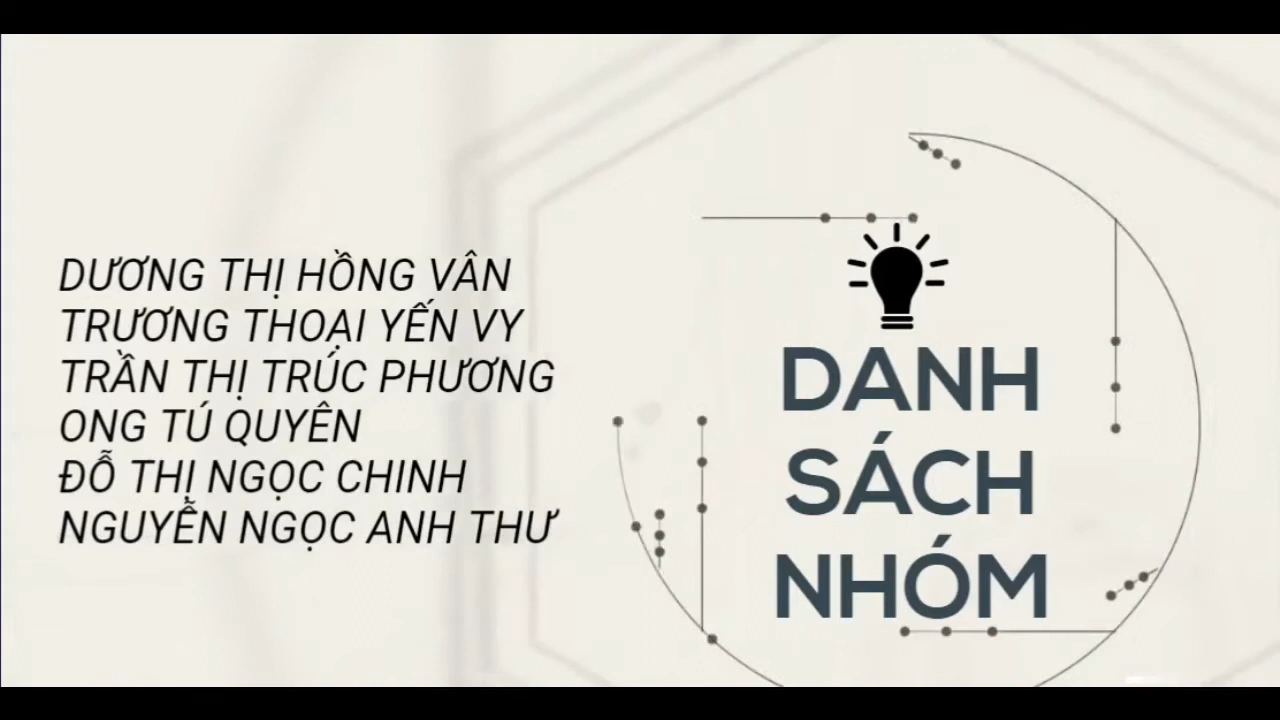 DƯƠNG THỊ HỒNG VÂN
TRƯƠNG THOẠI YẾN VY
TRẦN THỊ TRÚC PHƯƠNG
ONG TÚ QUYÊN
ĐỖ THỊ NGỌC CHINH
NGUYỄN NGỌC ANH THƯ
DANH
SÁCH
NHÓM